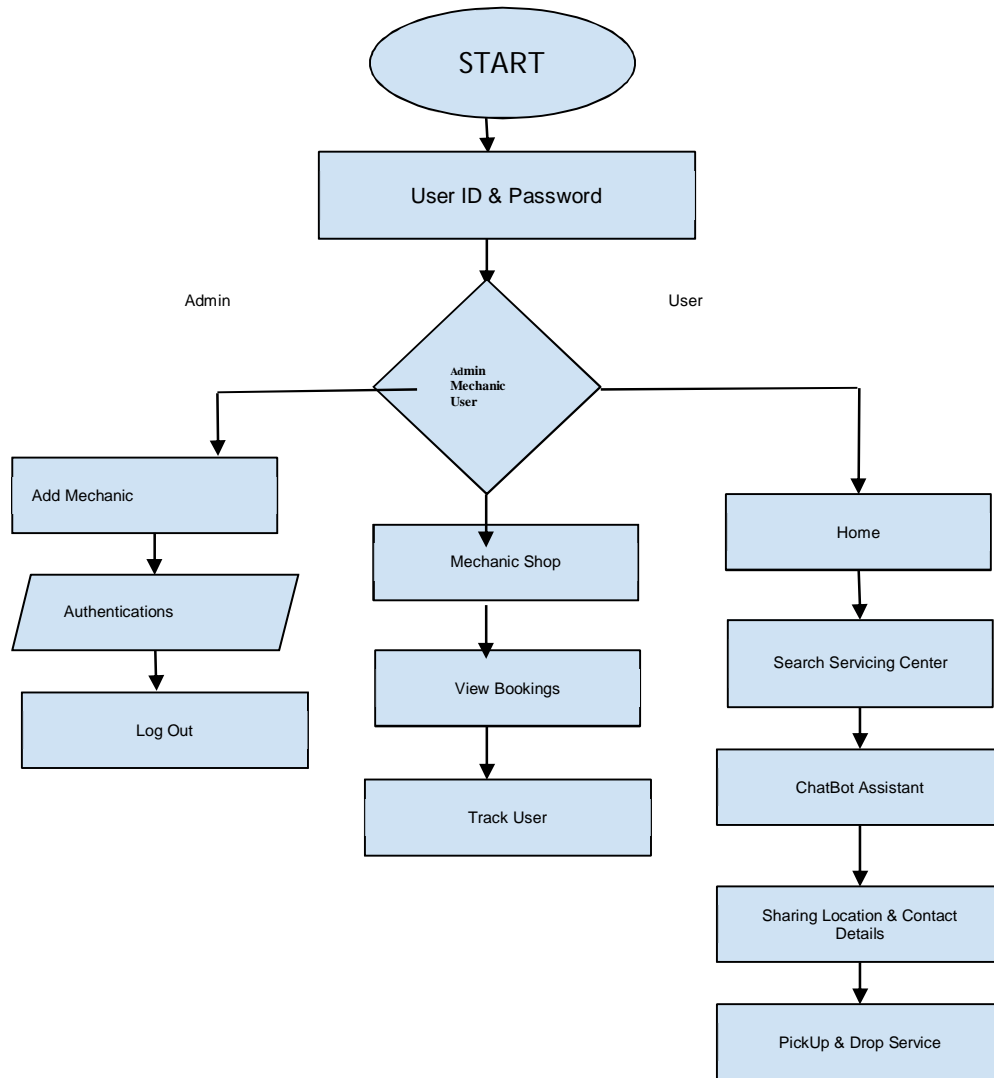 START
User ID & Password
Admin
User
Admin
Mechanic
User
Add Mechanic
Authentications
Log Out
Mechanic Shop
View Bookings
Track User
Home
Search Servicing Center
ChatBot Assistant
Sharing Location & Contact
Details
PickUp & Drop Service